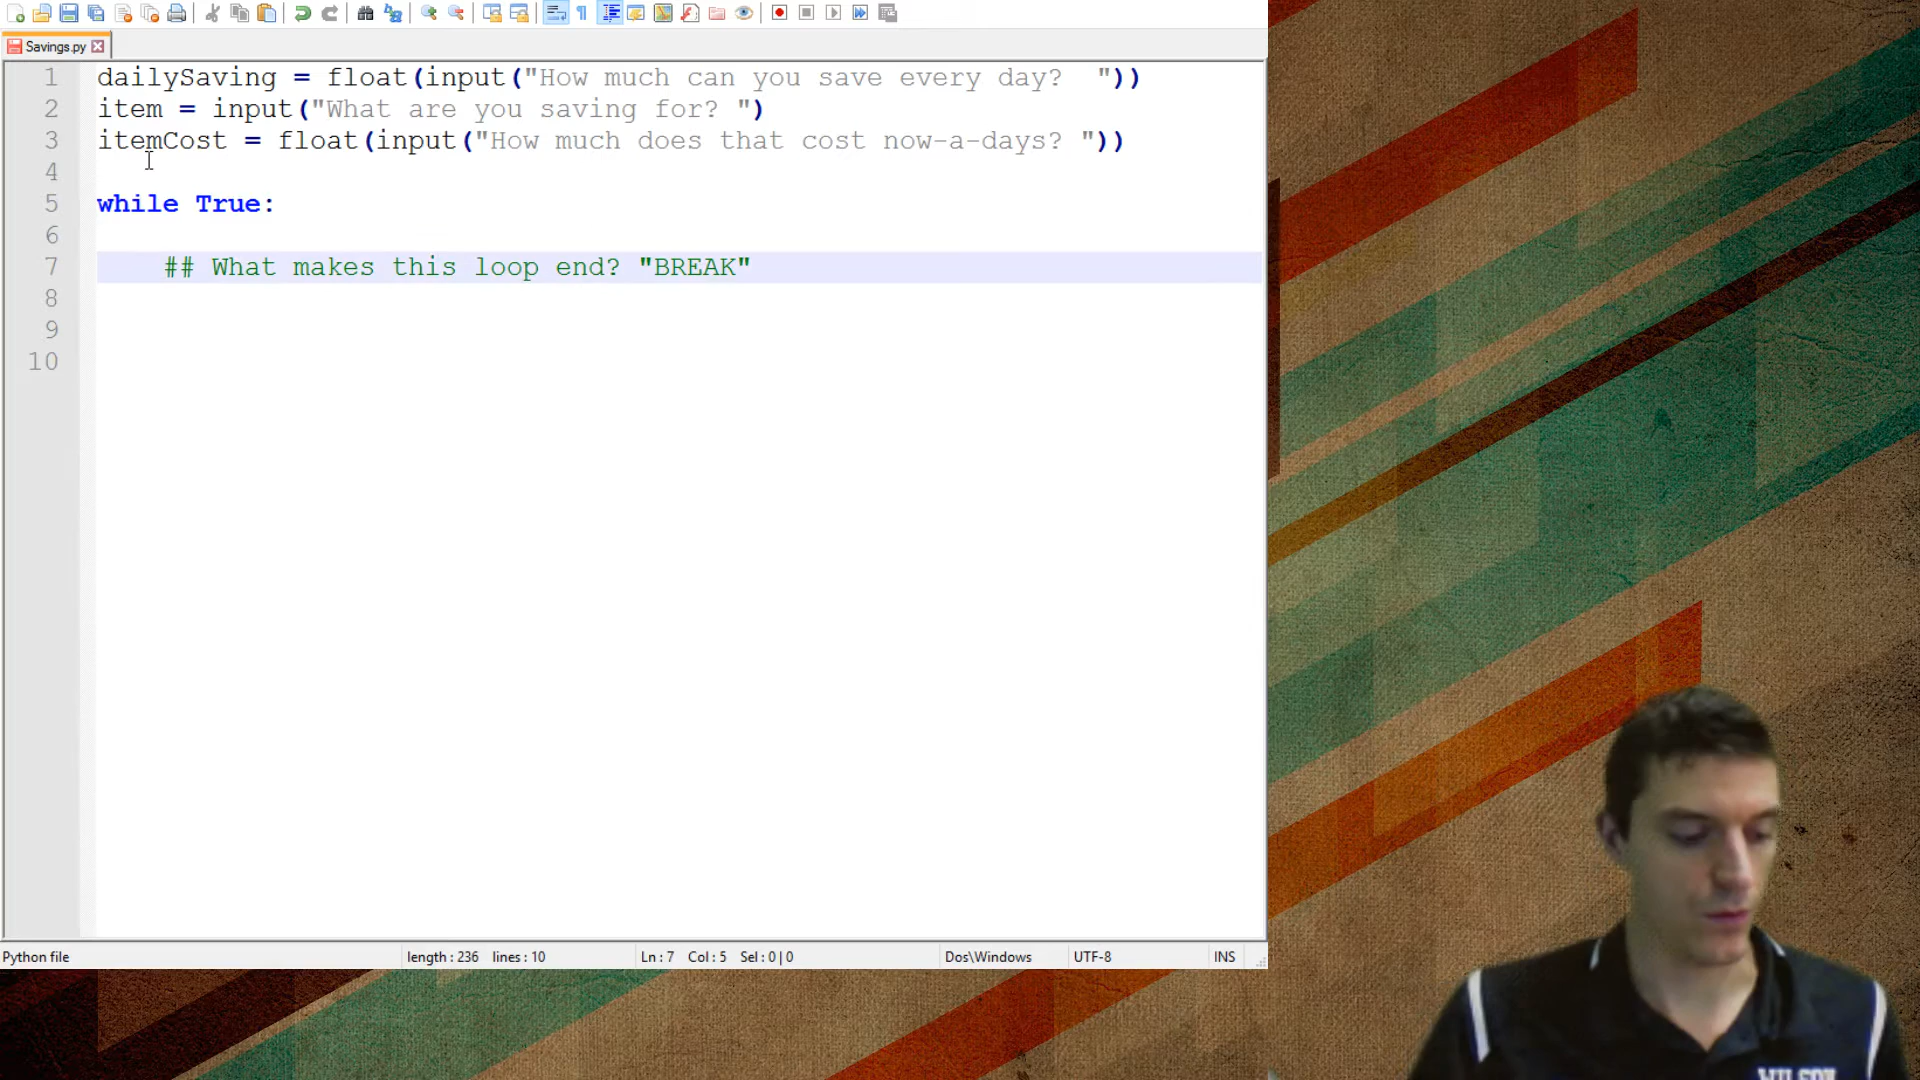 Savings.py
1 dailySaving = float(input("How much can you save every day?  "))
2 item = input("What are you saving for? ")
3 itemCost = float(input("How much does that cost now-a-days? "))
4
5 while True:
6
7 ## What makes this loop end? "BREAK"
8
9
10
Python file length : 236 lines : 10 Ln : 7 Col : 5 Sel : 0 | 0 Dos\Windows UTF-8 INS
WILSON